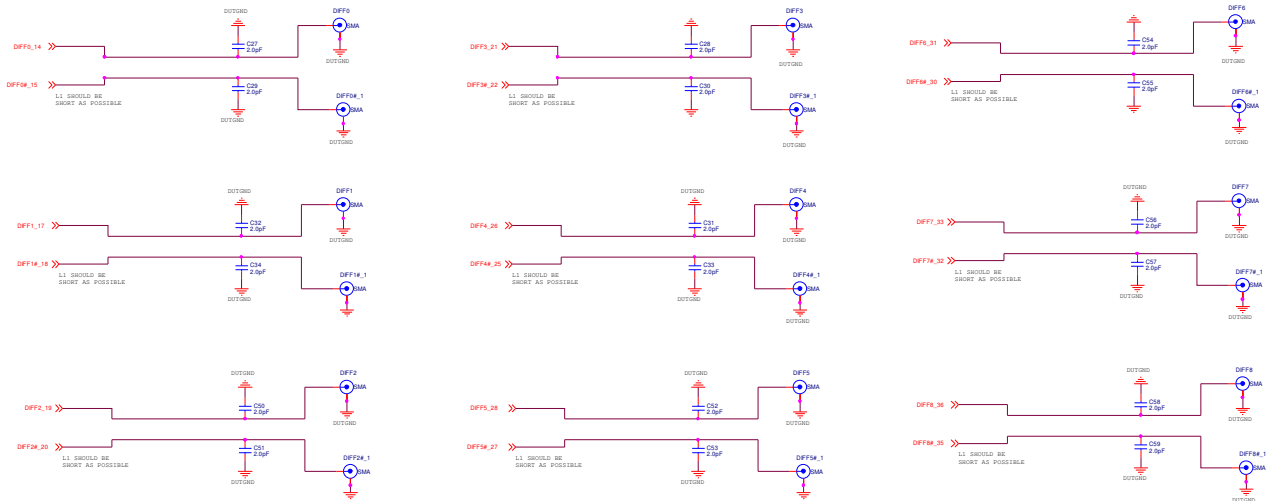 DUTGND
DIFF0
SMA
DIFF0_14
C27
2.0pF
DUTGND
DIFF0#_15
C29
2.0pF
L1 SHOULD BE
SHORT AS POSSIBLE
DIFF0#_1
SMA
DUTGND
DUTGND
DUTGND
DIFF3
SMA
DIFF3_21
C28
2.0pF
DUTGND
DIFF3#_22
C30
2.0pF
L1 SHOULD BE
SHORT AS POSSIBLE
DIFF3#_1
SMA
DUTGND
DUTGND
DUTGND
DIFF6
SMA
DIFF6_31
C54
2.0pF
DUTGND
DIFF6#_30
C55
2.0pF
L1 SHOULD BE
SHORT AS POSSIBLE
DIFF6#_1
SMA
DUTGND
DUTGND
DUTGND
DIFF1
SMA
DIFF1_17
C32
2.0pF
DUTGND
DIFF1#_18
C34
2.0pF
L1 SHOULD BE
SHORT AS POSSIBLE
DIFF1#_1
SMA
DUTGND
DUTGND
DUTGND
DIFF4
SMA
DIFF4_26
C31
2.0pF
DUTGND
DIFF4#_25
C33
2.0pF
L1 SHOULD BE
SHORT AS POSSIBLE
DIFF4#_1
SMA
DUTGND
DUTGND
DUTGND
DIFF7
SMA
DIFF7_33
C56
2.0pF
DUTGND
DIFF7#_32
C57
2.0pF
L1 SHOULD BE
SHORT AS POSSIBLE
DIFF7#_1
SMA
DUTGND
DUTGND
DUTGND
DIFF2
SMA
DIFF2_19
C50
2.0pF
DUTGND
DIFF2#_20
C51
2.0pF
L1 SHOULD BE
SHORT AS POSSIBLE
DIFF2#_1
SMA
DUTGND
DUTGND
DIFF5
SMA
DIFF5_28
C52
2.0pF
DUTGND
DIFF5#_27
C53
2.0pF
L1 SHOULD BE
SHORT AS POSSIBLE
DIFF5#_1
SMA
DUTGND
DUTGND
DIFF8
SMA
DIFF8_36
C58
2.0pF
DUTGND
DIFF8#_35
C59
2.0pF
L1 SHOULD BE
SHORT AS POSSIBLE
DIFF8#_1
SMA
DUTGND
DUTGND